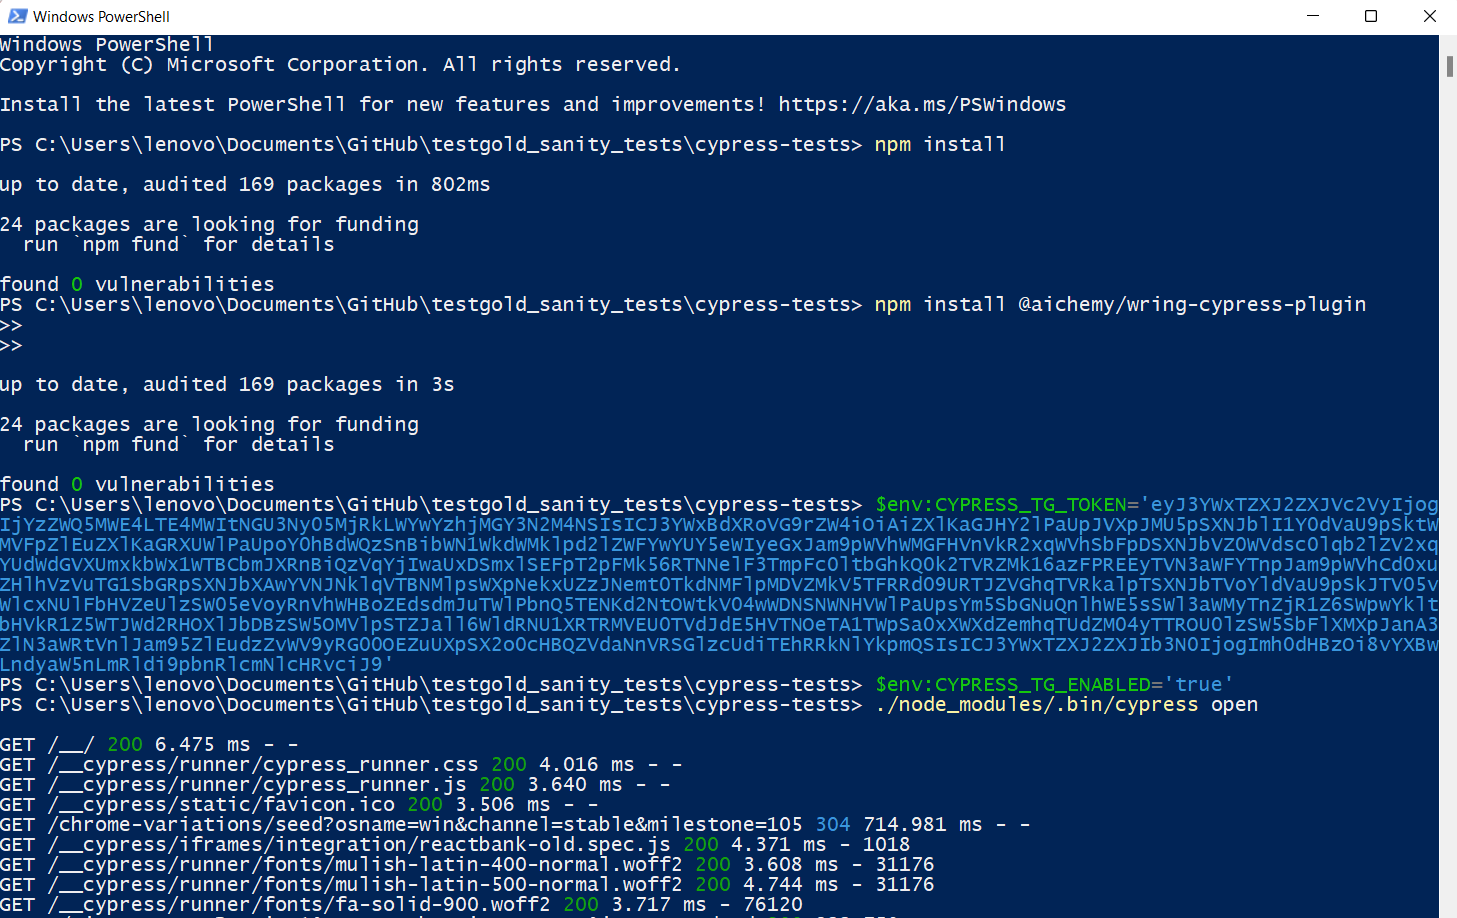 Windows PowerShell
Windows PowerShell
Copyright (C) Microsoft Corporation. All rights reserved.
Install the latest PowerShell for new features and improvements! https://aka.ms/PSWindows
PS C:\Users\lenovo\Documents\GitHub\testgold_sanity_tests\cypress-tests> npm install
up to date, audited 169 packages in 802ms
24 packages are looking for funding
run `npm fund` for details
found 0 vulnerabilities
PS C:\Users\lenovo\Documents\GitHub\testgold_sanity_tests\cypress-tests> npm install @aichemy/wring-cypress-plugin
>>
>>
up to date, audited 169 packages in 3s
24 packages are looking for funding
run `npm fund` for details
found 0 vulnerabilities
PS C:\Users\lenovo\Documents\GitHub\testgold_sanity_tests\cypress-tests> $env:CYPRESS_TG_TOKEN=
PS C:\Users\lenovo\Documents\GitHub\testgold_sanity_tests\cypress-tests> $env:CYPRESS_TG_ENABLED='true'
PS C:\Users\lenovo\Documents\GitHub\testgold_sanity_tests\cypress-tests> ./node_modules/.bin/cypress open
GET /__/ 200 6.475 ms - -
GET /__cypress/runner/cypress_runner.css 200 4.016 ms - -
GET /__cypress/runner/cypress_runner.js 200 3.640 ms - -
GET /__cypress/static/favicon.ico 200 3.506 ms - -
GET /chrome-variations/seed?osname=win&channel=stable&milestone=105 304 714.981 ms - -
GET /__cypress/iframes/integration/reactbank-old.spec.js 200 4.371 ms - 1018
GET /__cypress/runner/fonts/mulish-latin-400-normal.woff2 200 3.608 ms - 31176
GET /__cypress/runner/fonts/mulish-latin-500-normal.woff2 200 4.744 ms - 31176
GET /__cypress/runner/fonts/fa-solid-900.woff2 200 3.717 ms - 76120